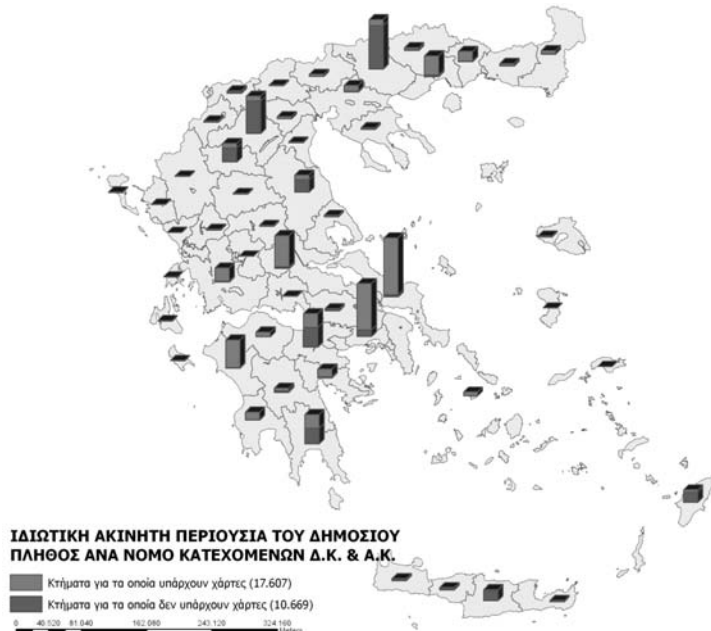 ΙΔΙΩΤΙΚΗ ΑΚΙΝΗΤΗ ΠΕΡΙΟΥΣΙΑ ΤΟΥ ΔΗΜΟΣΙΟΥ
ΠΛΗΘΟΣ ΑΝΑ ΝΟΜΟ ΚΑΤΕΧΟΜΕΝΩΝ Δ.Κ. & Α.Κ.
Κτήματα για τα οποία υπάρχουν χάρτες (17.607)
Κτήματα για τα οποία δεν υπάρχουν χάρτες (10.669)
0 40.520 81.040 162.080 243.120 324.160